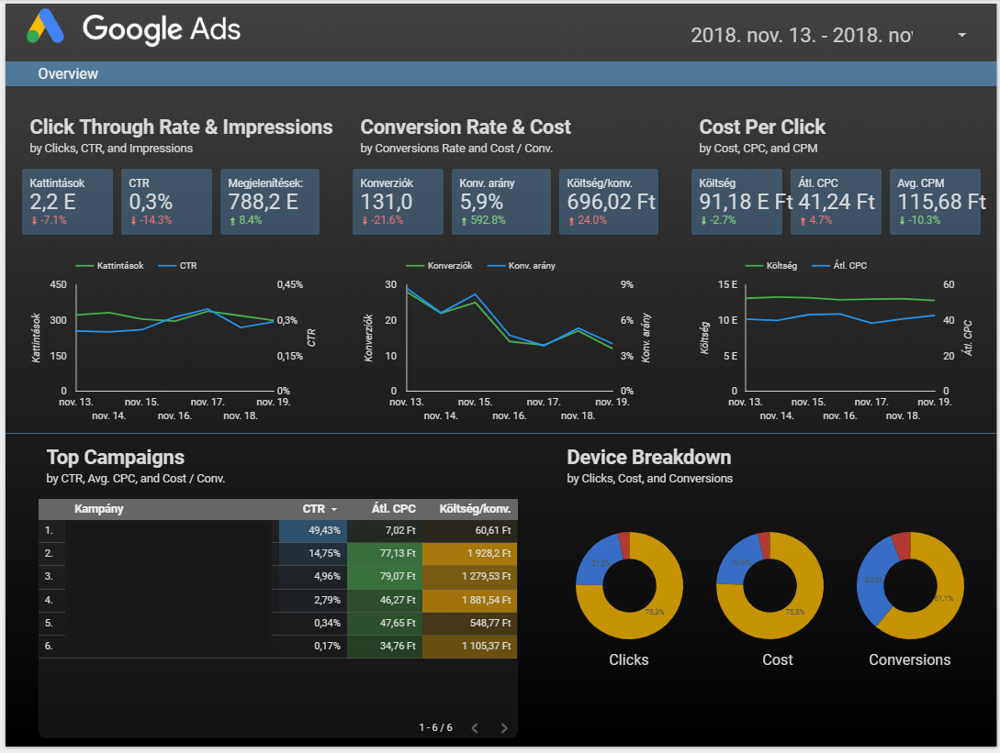 Google Ads
2018. nov. 13. - 2018. nov
Overview
Click Through Rate & Impressions
by Clicks, CTR, and Impressions
Kattintások
2,2 E
-7.1%
CTR
0,3%
-14.3%
Megjelenítések:
788,2 E
8.4%
Kattintások
CTR
450
300
150
0
Kattintások
0,45%
0,3%
0,15%
0%
CTR
nov. 13.
nov. 14.
nov. 15.
nov. 16.
nov. 17.
nov. 18.
nov. 19.
Conversion Rate & Cost
by Conversions Rate and Cost / Conv.
Konverziók
131,0
-21.6%
Konv. arány
5,9%
592.8%
Költség/konv.
696,02 Ft
24.0%
Konverziók
Konv. arány
30
20
10
0
Konverziók
9%
6%
3%
0%
Konv. arány
nov. 13.
nov. 14.
nov. 15.
nov. 16.
nov. 17.
nov. 18.
nov. 19.
Cost Per Click
by Cost, CPC, and CPM
Költség
91,18 E Ft
-2.7%
Átl. CPC
41,24 Ft
4.7%
Avg. CPM
115,68 Ft
-10.3%
Költség
Átl. CPC
15 E
10 E
5 E
0
Költség
60
40
20
0
Átl. CPC
nov. 13.
nov. 14.
nov. 15.
nov. 16.
nov. 17.
nov. 18.
nov. 19.
Top Campaigns
by CTR, Avg. CPC, and Cost / Conv.
Kampány CTR Átl. CPC Költség/konv.
1. 49,43% 7,02 Ft 60,61 Ft
2. 14,75% 77,13 Ft 1 928,2 Ft
3. 4,96% 79,07 Ft 1 279,53 Ft
4. 2,79% 46,27 Ft 1 881,54 Ft
5. 0,34% 47,65 Ft 548,77 Ft
6. 0,17% 34,76 Ft 1 105,37 Ft
1 - 6 / 6
Device Breakdown
by Clicks, Cost, and Conversions
75,3%
Clicks
75,5%
Cost
61,1%
Conversions